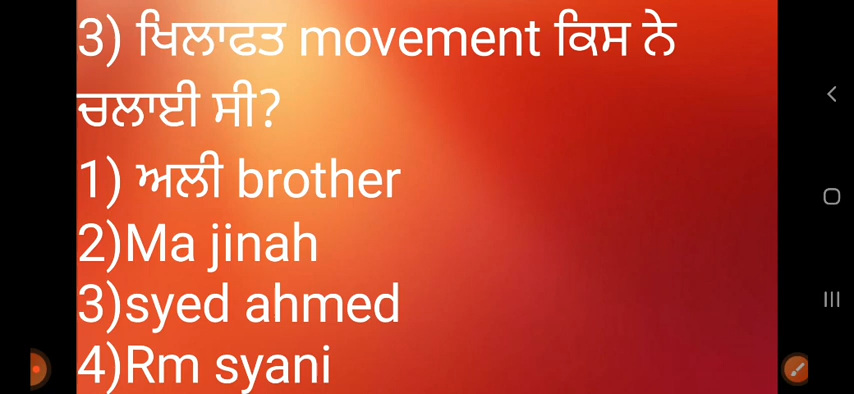 3) ਖਿਲਾਫਤ movement ਕਿਸ ਨੇ
ਚਲਾਈ ਸੀ?
1) ਅਲੀ brother
2)Ma jinah
3)syed ahmed
4)Rm syani